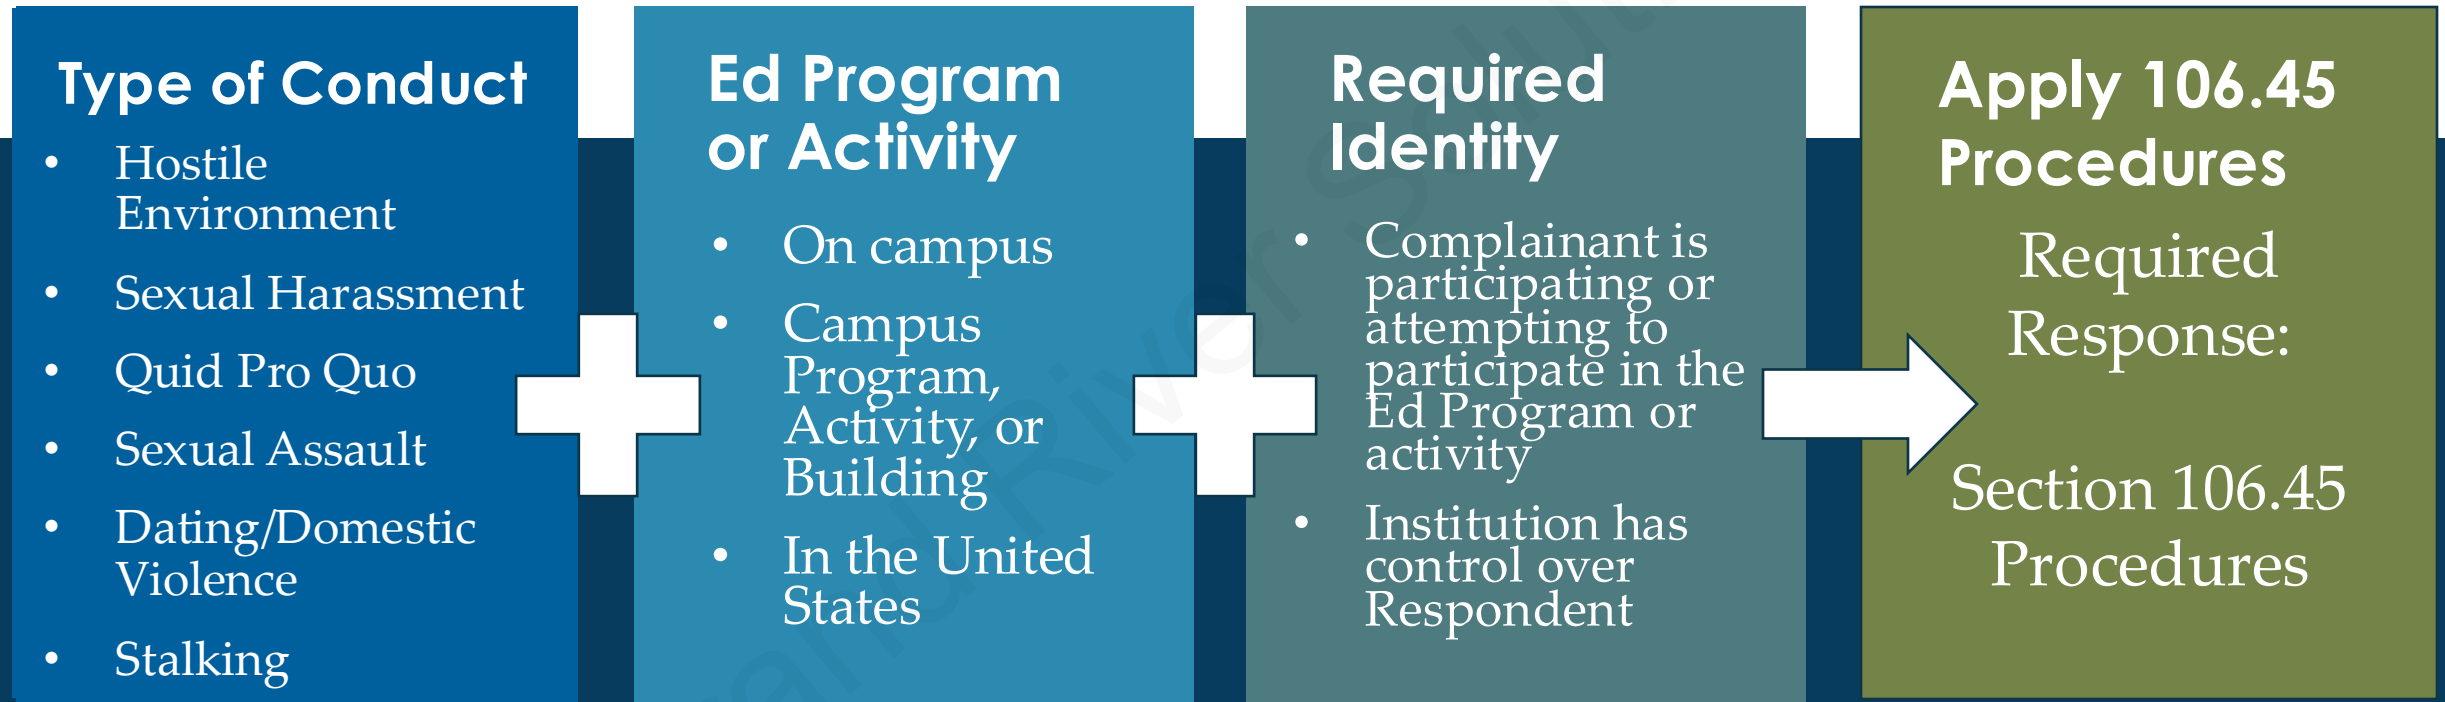 Type of Conduct
• Hostile
Environment
• Sexual Harassment
• Quid Pro Quo
• Sexual Assault
• Dating/Domestic
Violence
• Stalking
Ed Program
or Activity
• On campus
• Campus
Program,
Activity, or
Building
• In the United
States
Required
Identity
• Complainant is
participating or
attempting to
participate in the
Ed Program or
activity
• Institution has
control over
Respondent
Apply 106.45
Procedures
Required
Response:
Section 106.45
Procedures